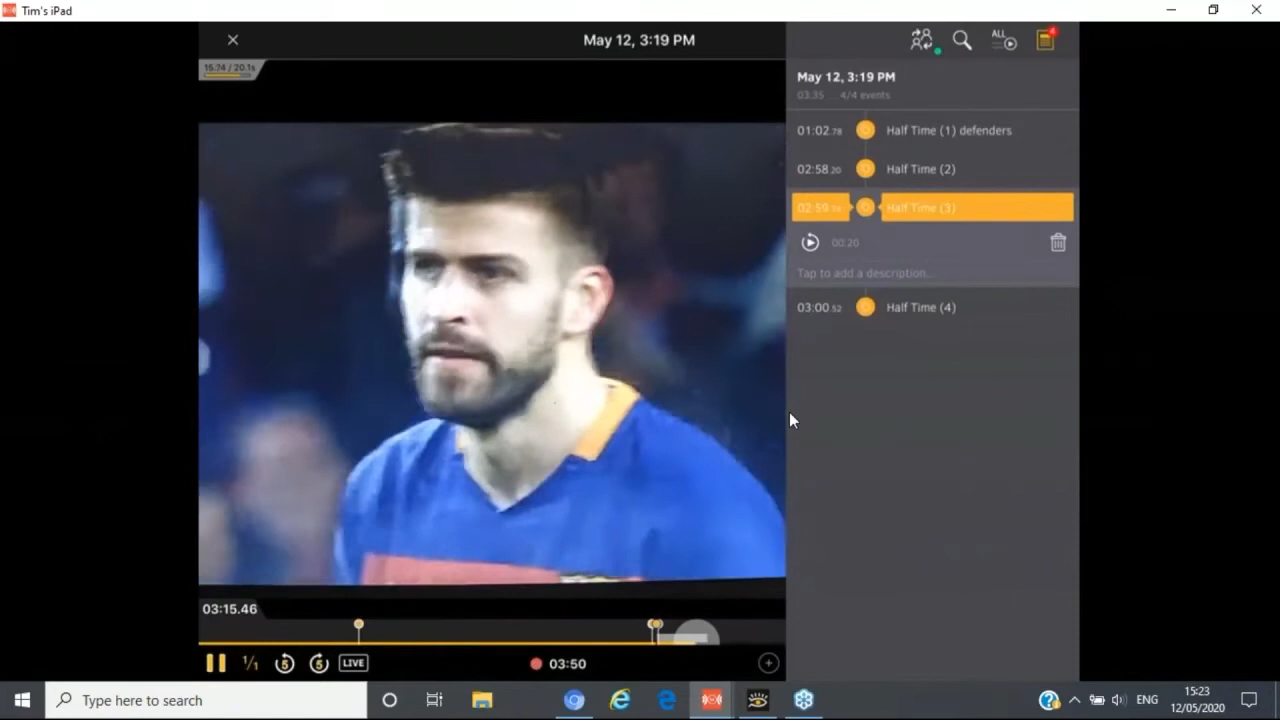 Tim's iPad
May 12, 3:19 PM
15.74 / 20.1s
ALL
4
May 12, 3:19 PM
03.35 4/4 events
01:02.78 Half Time (1) defenders
02:58.20 Half Time (2)
02:59 Half Time (3)
00:20
Tap to add a description...
03:00.52 Half Time (4)
03:15.46
1/1 5 5 LIVE 03:50
Type here to search
ENG
15:23
12/05/2020